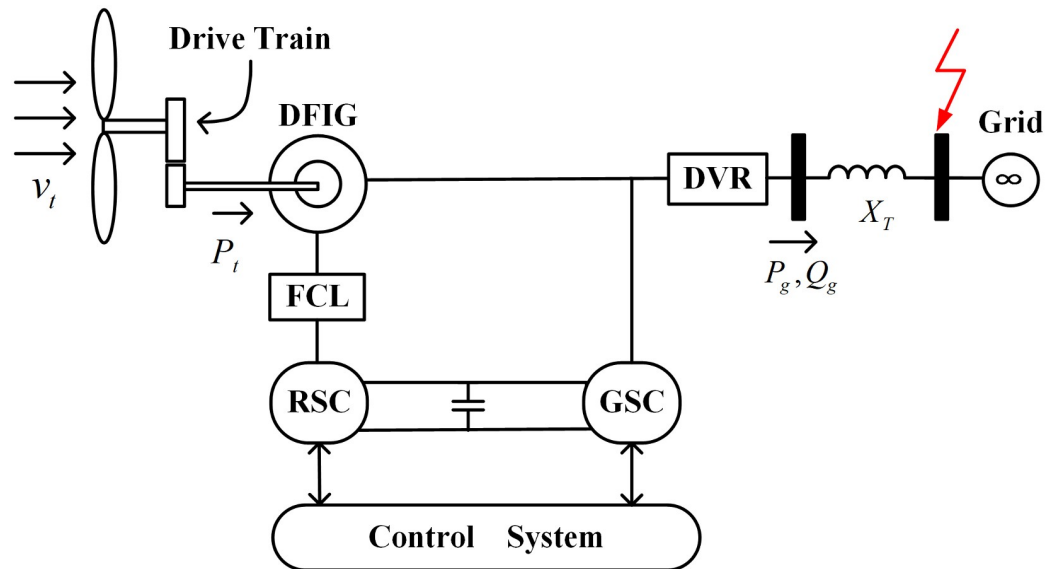 Drive Train
DFIG
Grid
DVR
∞
v_t
X_T
P_t
P_g, Q_g
FCL
RSC
GSC
Control System